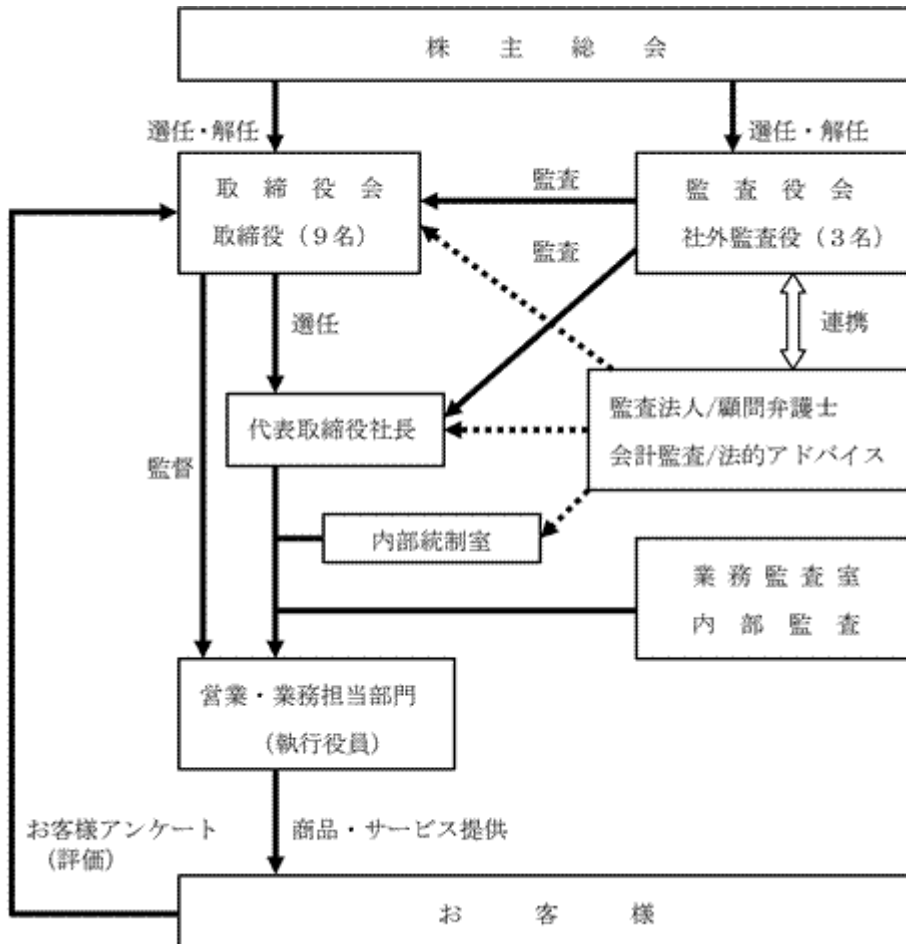 株主総会
選任・解任
選任・解任
取締役会
取締役（９名）
監査
監査役会
社外監査役（３名）
監査
選任
連携
代表取締役社長
監査法人/顧問弁護士
会計監査/法的アドバイス
監督
内部統制室
業務監査室
内部監査
営業・業務担当部門
（執行役員）
お客様アンケート
（評価）
商品・サービス提供
お客様